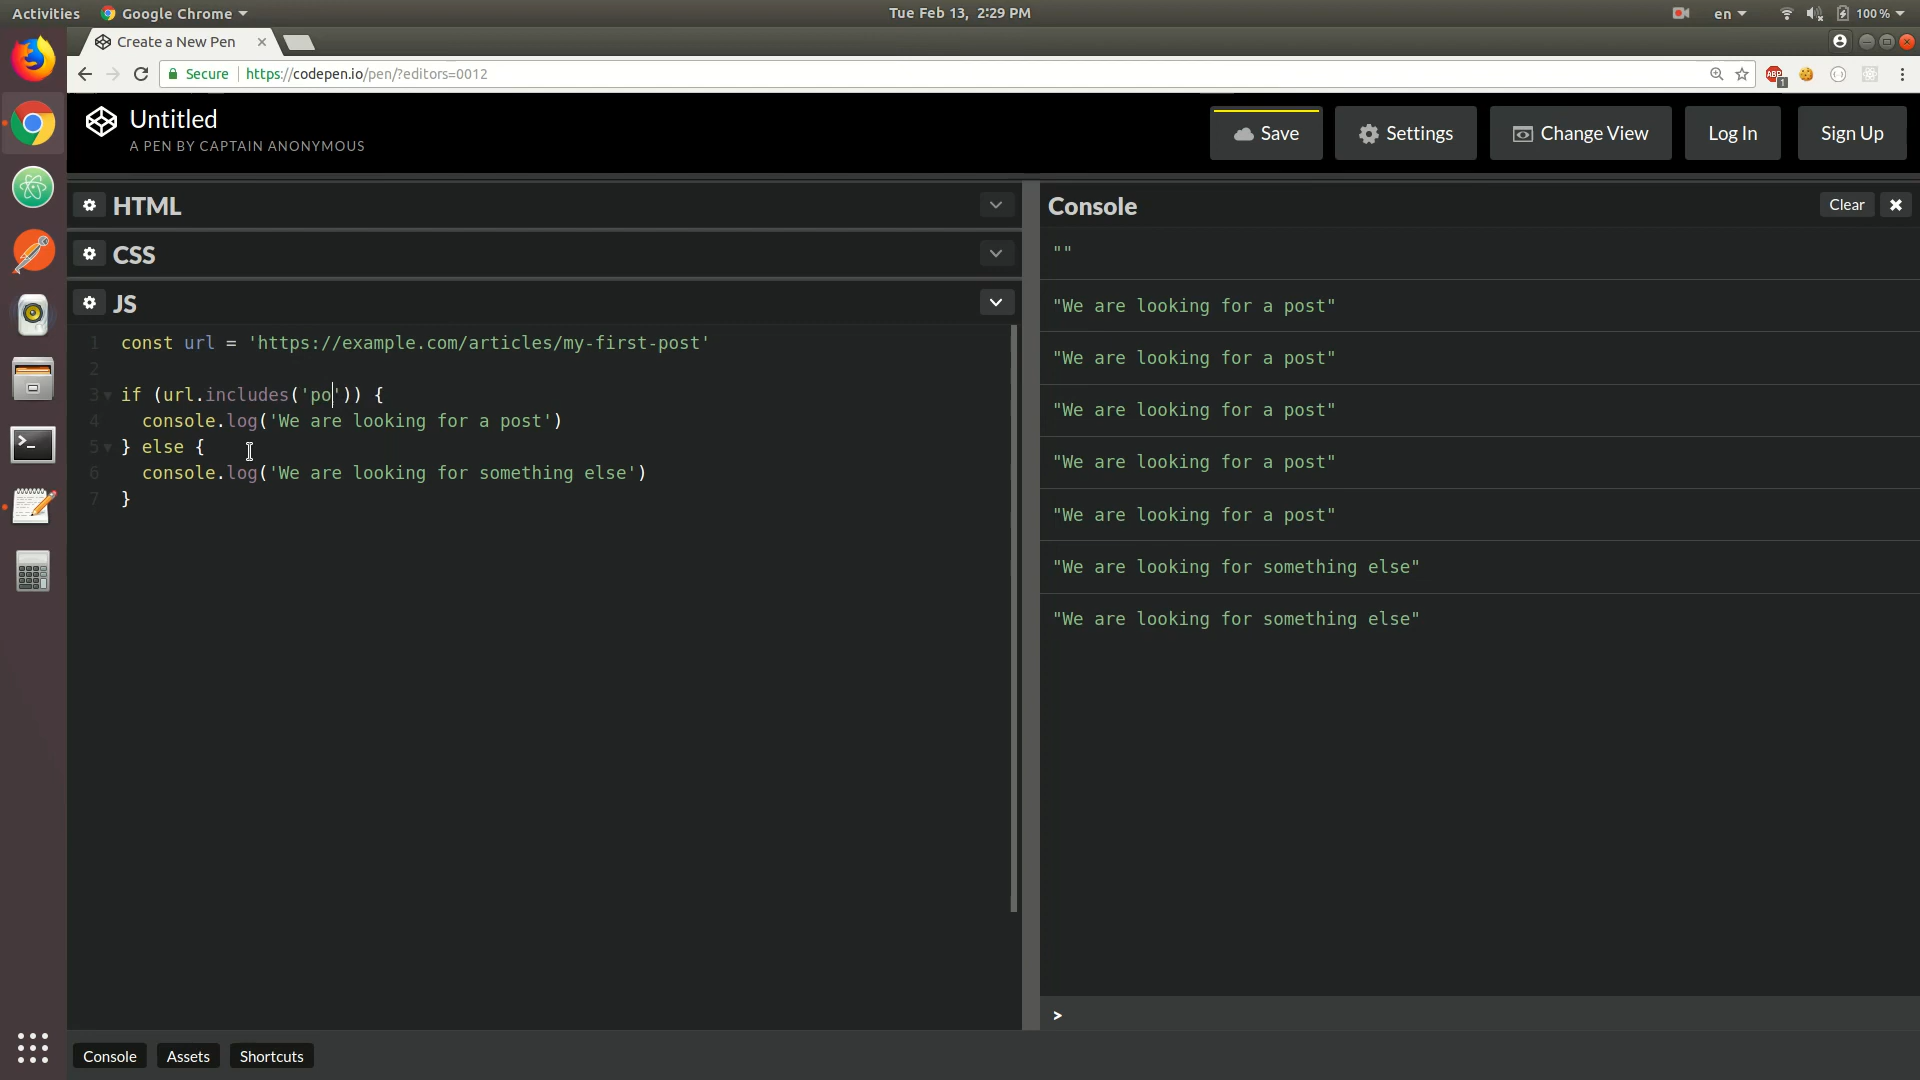 Activities Google Chrome Tue Feb 13, 2:29 PM en 100 %
Create a New Pen
Secure https://codepen.io/pen/?editors=0012 ABP 1
Untitled
A PEN BY CAPTAIN ANONYMOUS
Save Settings Change View Log In Sign Up
HTML
CSS
JS
1 const url = 'https://example.com/articles/my-first-post'
2
3 if (url.includes('po')) {
4 console.log('We are looking for a post')
5 } else {
6 console.log('We are looking for something else')
7 }
Console Clear
""
"We are looking for a post"
"We are looking for a post"
"We are looking for a post"
"We are looking for a post"
"We are looking for a post"
"We are looking for something else"
"We are looking for something else"
>
Console Assets Shortcuts